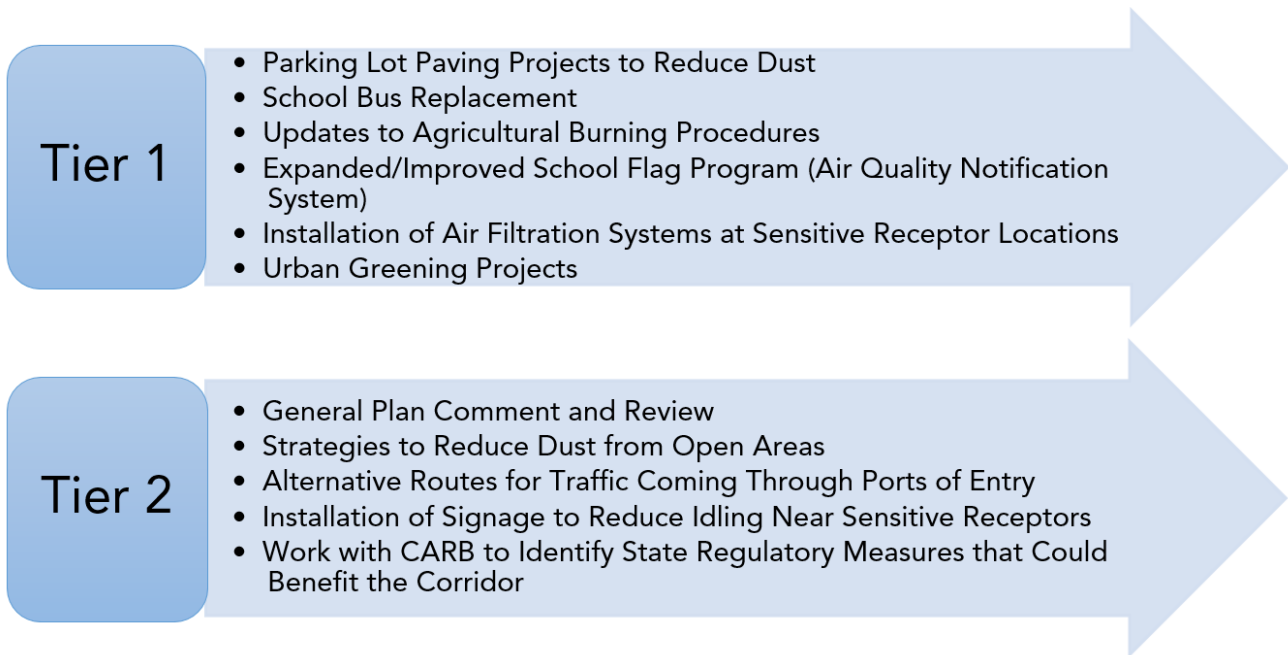 Tier 1
• Parking Lot Paving Projects to Reduce Dust
• School Bus Replacement
• Updates to Agricultural Burning Procedures
• Expanded/Improved School Flag Program (Air Quality Notification
System)
• Installation of Air Filtration Systems at Sensitive Receptor Locations
• Urban Greening Projects
Tier 2
• General Plan Comment and Review
• Strategies to Reduce Dust from Open Areas
• Alternative Routes for Traffic Coming Through Ports of Entry
• Installation of Signage to Reduce Idling Near Sensitive Receptors
• Work with CARB to Identify State Regulatory Measures that Could
Benefit the Corridor